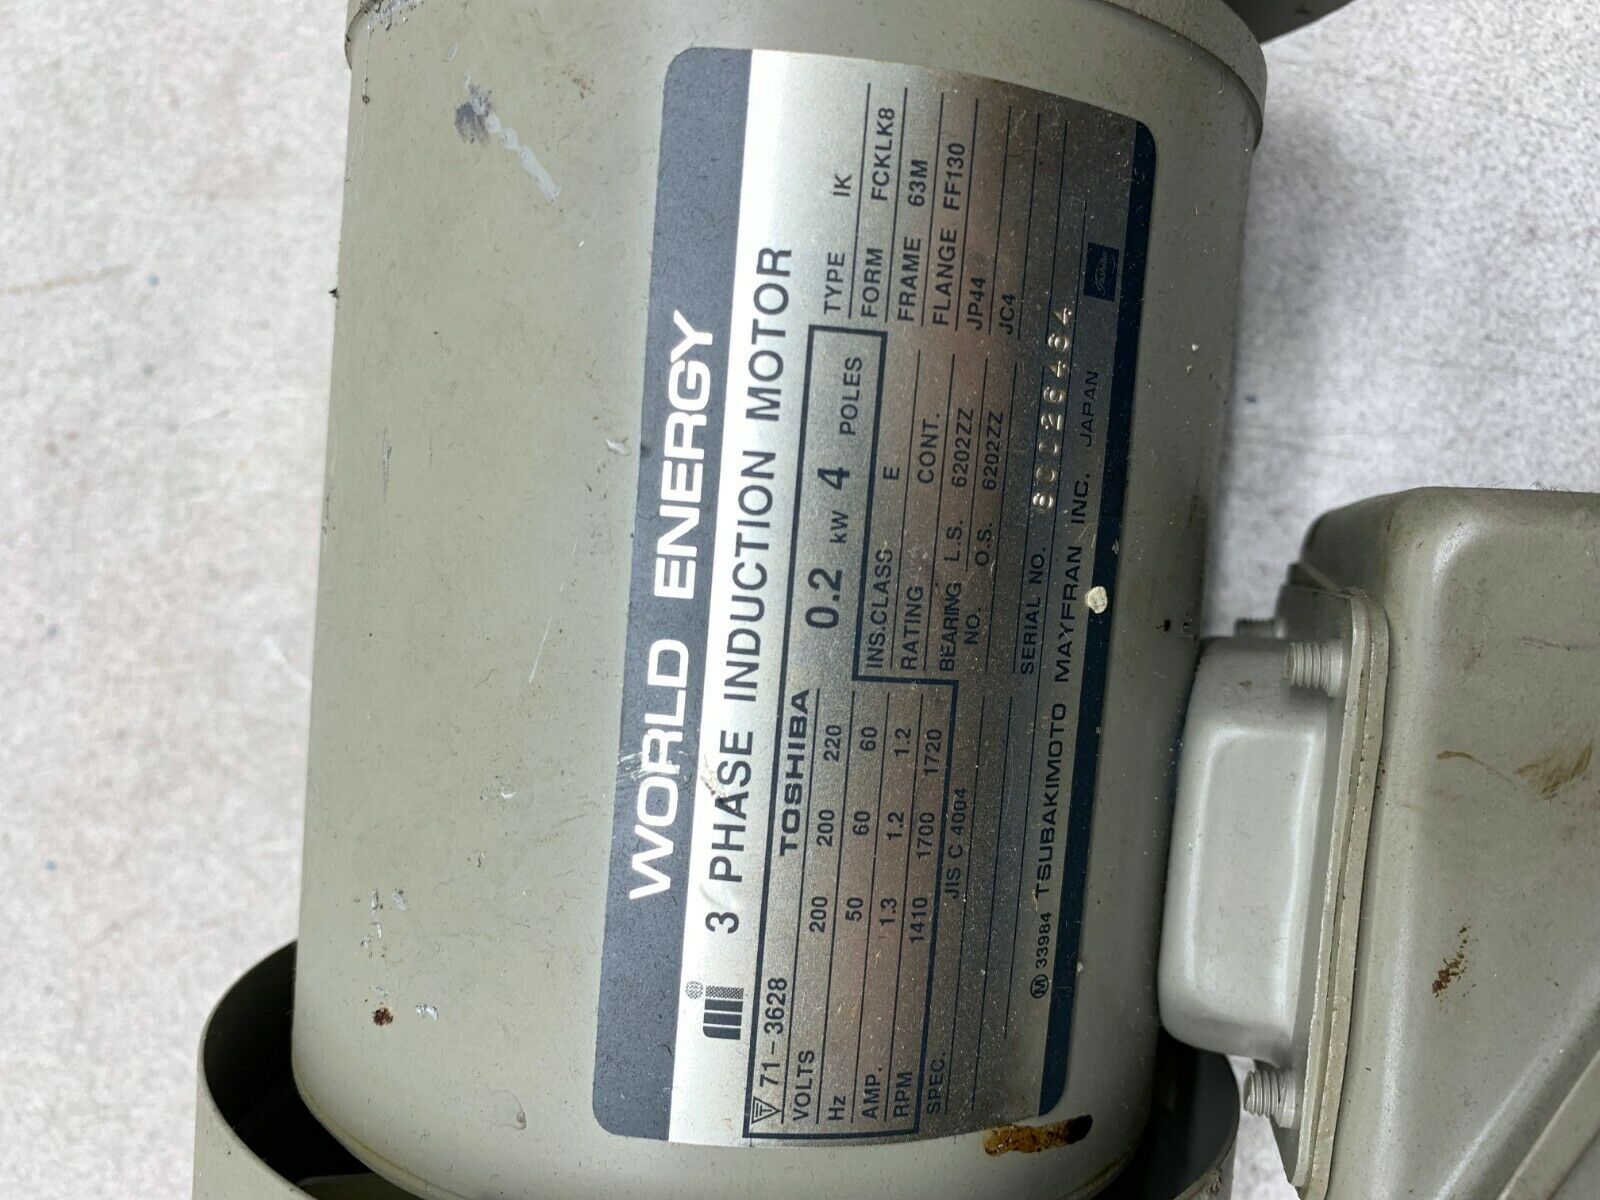 WORLD ENERGY
3 PHASE INDUCTION MOTOR
71-3628 TOSHIBA 0.2 kW 4 POLES
VOLTS 200 200 220
Hz 50 60 60
AMP. 1.3 1.2 1.2
RPM 1410 1700 1720
SPEC. JIS C 4004
INS.CLASS E
RATING CONT.
BEARING NO. L.S. 6202ZZ
O.S. 6202ZZ
TYPE IK
FORM FCKLK8
FRAME 63M
FLANGE FF130
JP44
JC4
SERIAL NO.
M 33984 TSUBAKIMOTO MAYFRAN INC. JAPAN
Toshiba